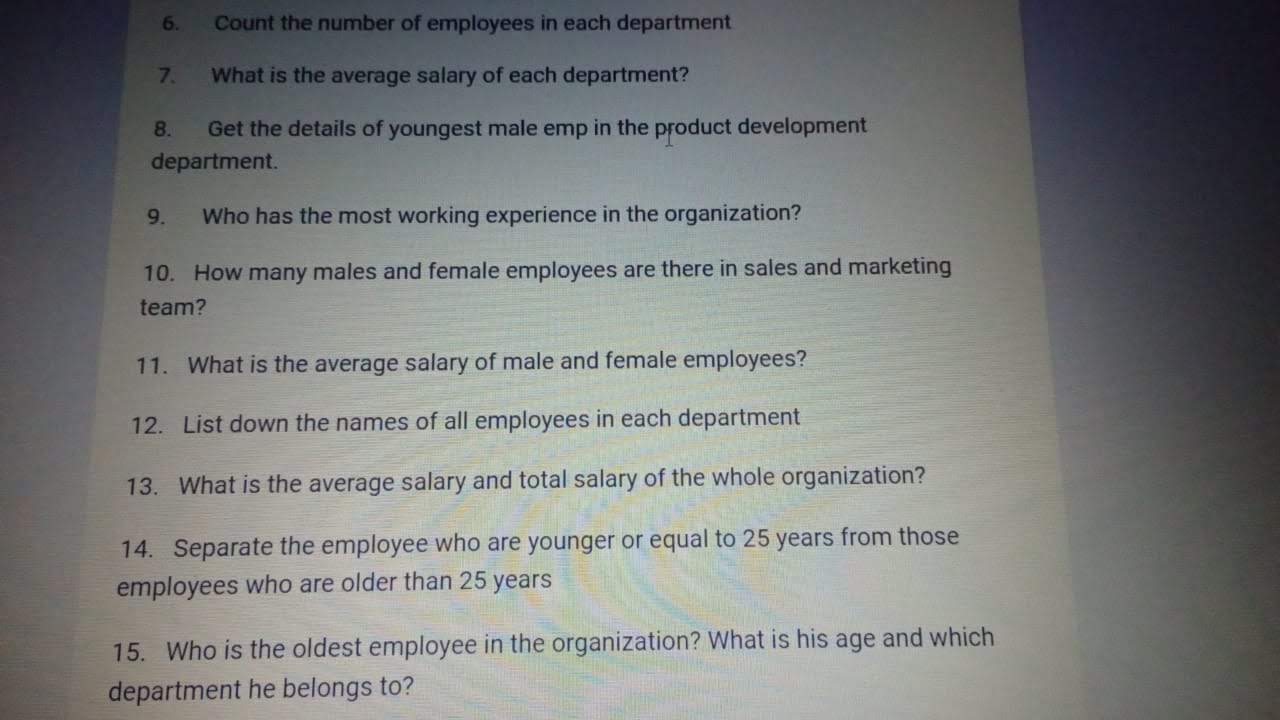 6. Count the number of employees in each department
7. What is the average salary of each department?
8. Get the details of youngest male emp in the product development
department.
9. Who has the most working experience in the organization?
10. How many males and female employees are there in sales and marketing
team?
11. What is the average salary of male and female employees?
12. List down the names of all employees in each department
13. What is the average salary and total salary of the whole organization?
14. Separate the employee who are younger or equal to 25 years from those
employees who are older than 25 years
15. Who is the oldest employee in the organization? What is his age and which
department he belongs to?